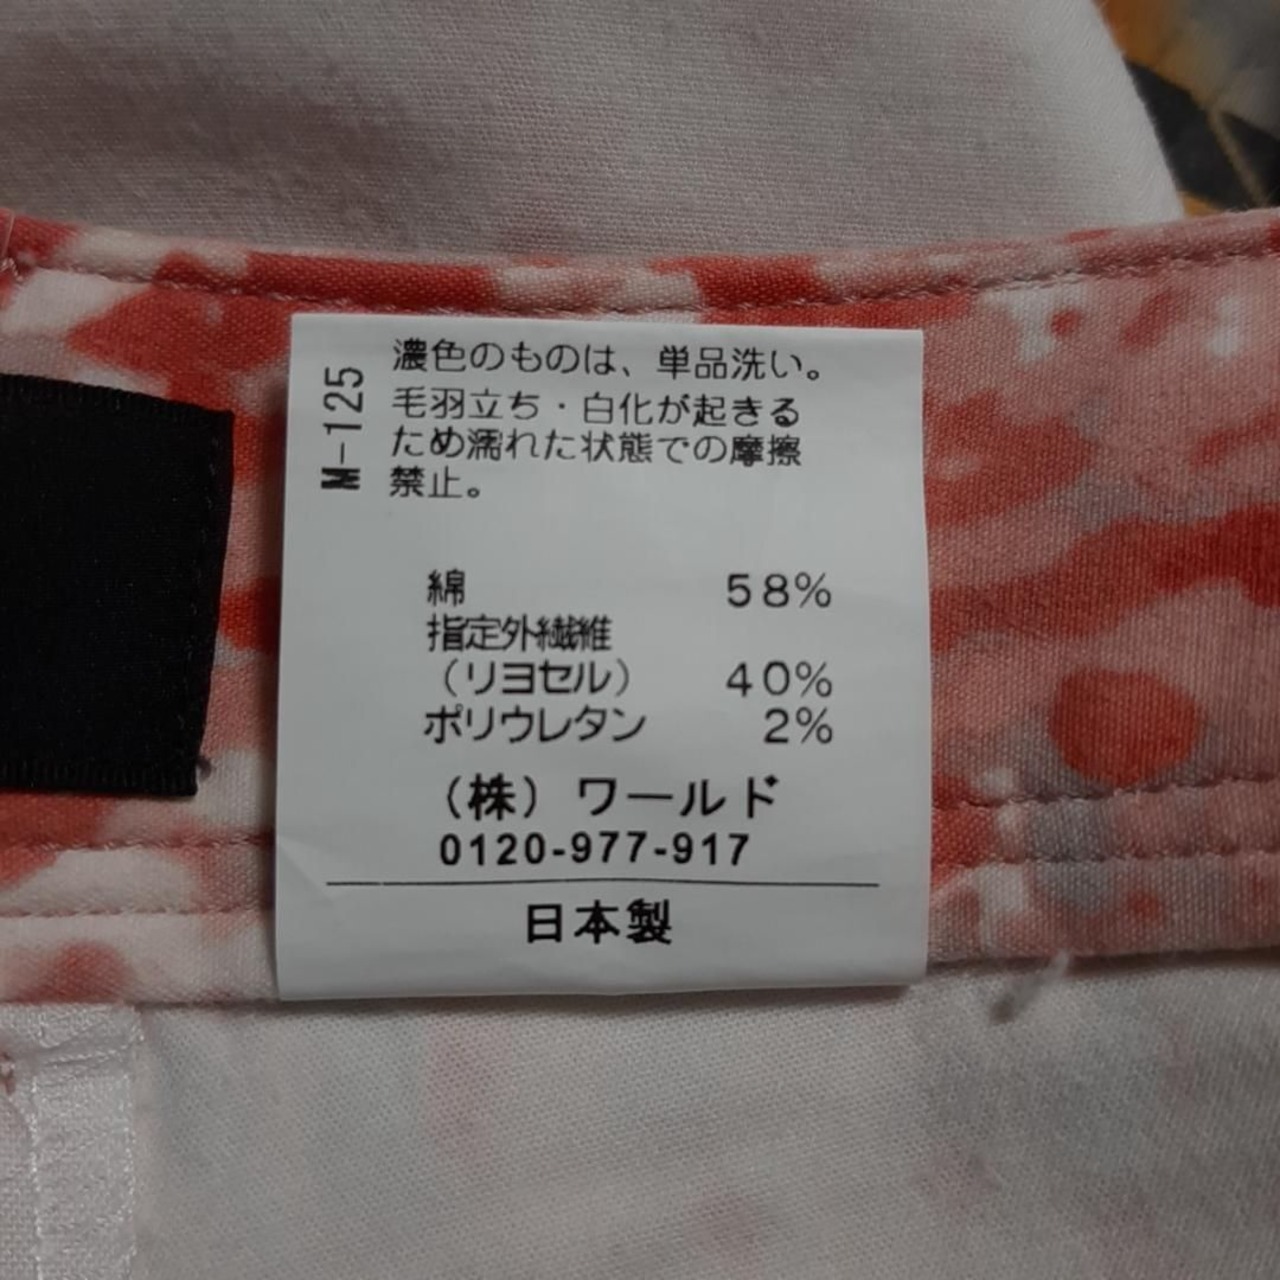 濃色のものは、単品洗い。
毛羽立ち・白化が起きる
ため濡れた状態での摩擦
禁止。
M-125
綿 58%
指定外繊維
（リヨセル） 40%
ポリウレタン 2%
（株）ワールド
0120-977-917
日本製